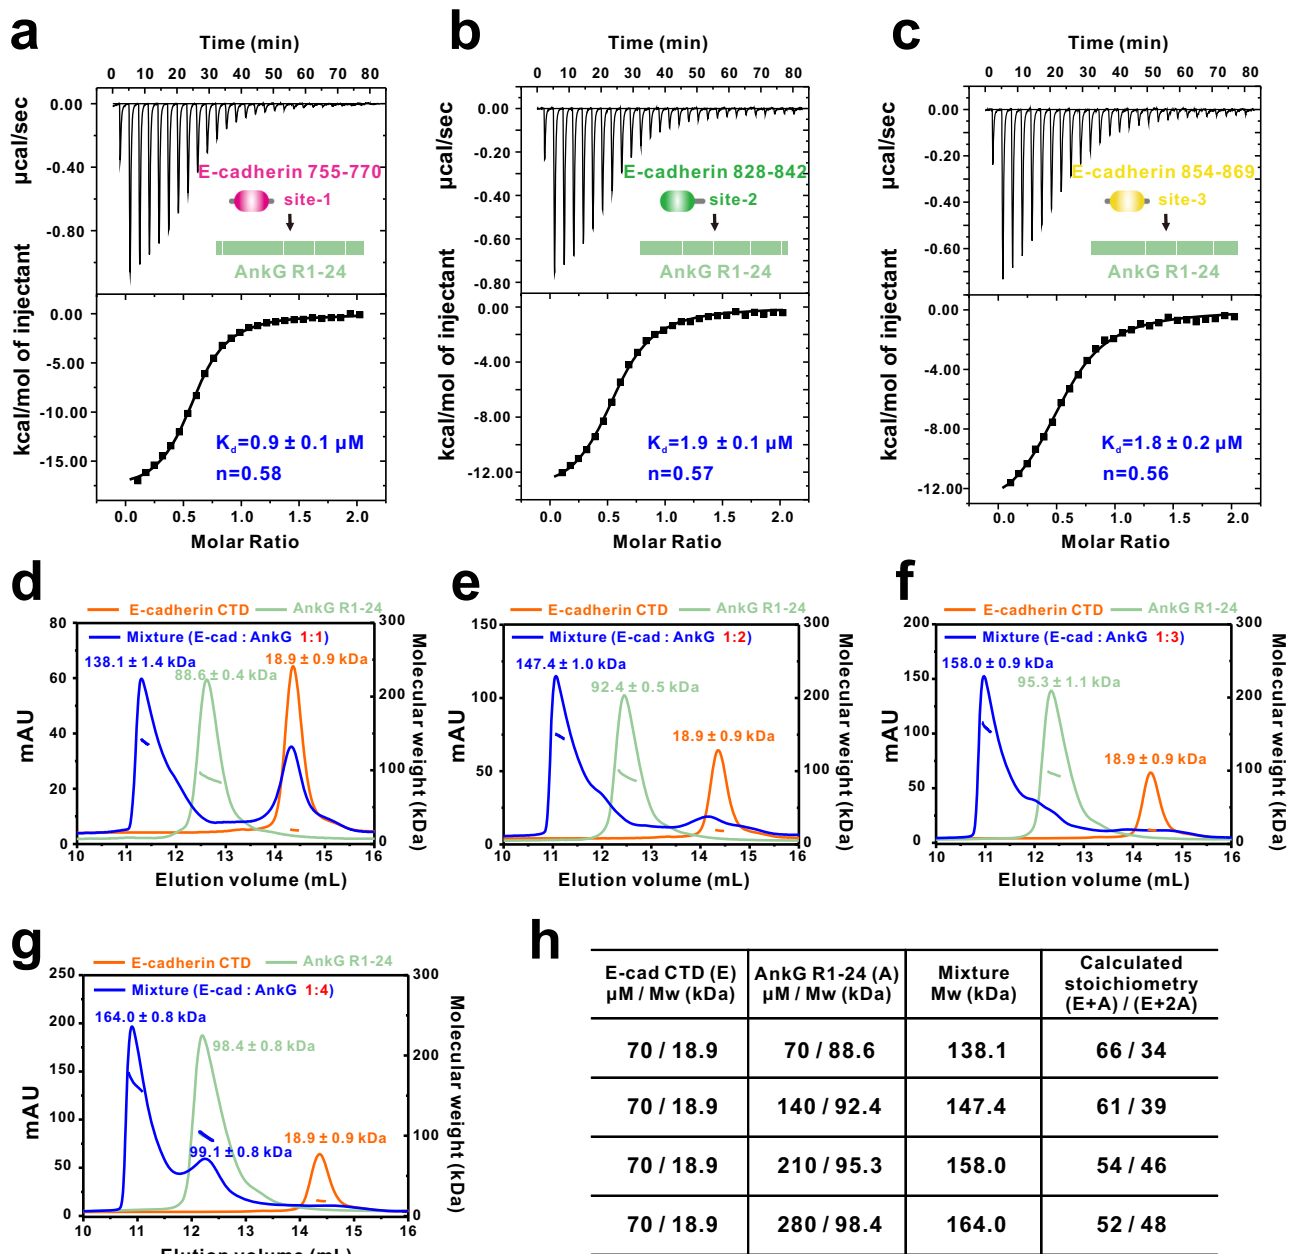 a
Time (min)
0 10 20 30 40 50 60 70 80
µcal/sec
0.00
-0.40
-0.80
E-cadherin 755-770
site-1
AnkG R1-24
kcal/mol of injectant
0.00
-5.00
-10.00
-15.00
Kd=0.9 ± 0.1 µM
n=0.58
0.0 0.5 1.0 1.5 2.0
Molar Ratio
b
Time (min)
0 10 20 30 40 50 60 70 80
µcal/sec
0.00
-0.20
-0.40
-0.60
-0.80
E-cadherin 828-842
site-2
AnkG R1-24
kcal/mol of injectant
0.00
-4.00
-8.00
-12.00
Kd=1.9 ± 0.1 µM
n=0.57
0.0 0.5 1.0 1.5 2.0
Molar Ratio
c
Time (min)
0 10 20 30 40 50 60 70 80
µcal/sec
0.00
-0.20
-0.40
-0.60
E-cadherin 854-869
site-3
AnkG R1-24
kcal/mol of injectant
0.00
-4.00
-8.00
-12.00
Kd=1.8 ± 0.2 µM
n=0.56
0.0 0.5 1.0 1.5 2.0
Molar Ratio
d
E-cadherin CTD AnkG R1-24
Mixture (E-cad : AnkG 1:1)
138.1 ± 1.4 kDa
88.6 ± 0.4 kDa
18.9 ± 0.9 kDa
mAU
80
60
40
20
0
300
200
100
0
Molecular weight (kDa)
10 11 12 13 14 15 16
Elution volume (mL)
e
E-cadherin CTD AnkG R1-24
Mixture (E-cad : AnkG 1:2)
147.4 ± 1.0 kDa
92.4 ± 0.5 kDa
18.9 ± 0.9 kDa
mAU
150
100
50
0
300
200
100
0
Molecular weight (kDa)
10 11 12 13 14 15 16
Elution volume (mL)
f
E-cadherin CTD AnkG R1-24
Mixture (E-cad : AnkG 1:3)
158.0 ± 0.9 kDa
95.3 ± 1.1 kDa
18.9 ± 0.9 kDa
mAU
200
150
100
50
0
300
200
100
0
Molecular weight (kDa)
10 11 12 13 14 15 16
Elution volume (mL)
g
E-cadherin CTD AnkG R1-24
Mixture (E-cad : AnkG 1:4)
164.0 ± 0.8 kDa
98.4 ± 0.8 kDa
99.1 ± 0.8 kDa
18.9 ± 0.9 kDa
mAU
250
200
150
100
50
0
300
200
100
0
Molecular weight (kDa)
10 11 12 13 14 15 16
Elution volume (mL)
h
E-cad CTD (E) µM / Mw (kDa) AnkG R1-24 (A) µM / Mw (kDa) Mixture Mw (kDa) Calculated stoichiometry (E+A) / (E+2A)
70 / 18.9 70 / 88.6 138.1 66 / 34
70 / 18.9 140 / 92.4 147.4 61 / 39
70 / 18.9 210 / 95.3 158.0 54 / 46
70 / 18.9 280 / 98.4 164.0 52 / 48